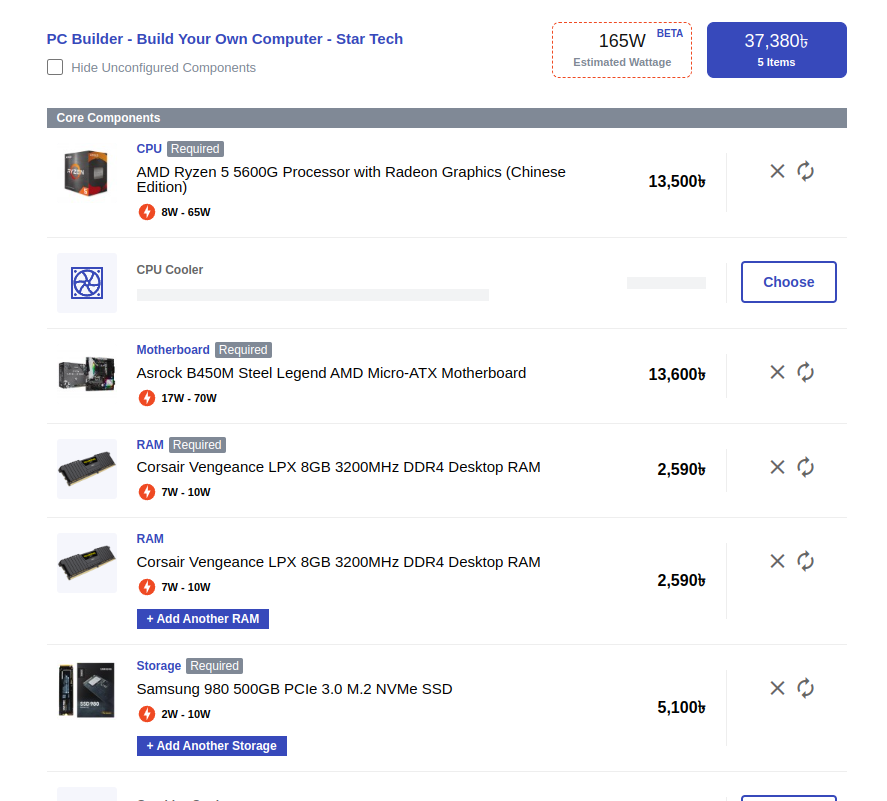 PC Builder - Build Your Own Computer - Star Tech
Hide Unconfigured Components
165W
BETA
Estimated Wattage
37,380৳
5 Items
Core Components
CPU Required
AMD Ryzen 5 5600G Processor with Radeon Graphics (Chinese
Edition)
8W - 65W
13,500৳
CPU Cooler
Choose
Motherboard Required
Asrock B450M Steel Legend AMD Micro-ATX Motherboard
17W - 70W
13,600৳
RAM Required
Corsair Vengeance LPX 8GB 3200MHz DDR4 Desktop RAM
7W - 10W
2,590৳
RAM
Corsair Vengeance LPX 8GB 3200MHz DDR4 Desktop RAM
7W - 10W
+ Add Another RAM
2,590৳
Storage Required
Samsung 980 500GB PCIe 3.0 M.2 NVMe SSD
2W - 10W
+ Add Another Storage
5,100৳